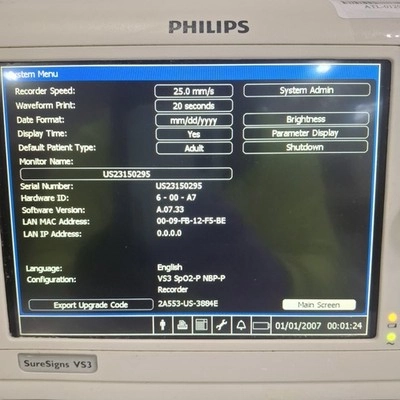 PHILIPS
System Menu
Recorder Speed: 25.0 mm/s System Admin
Waveform Print: 20 seconds
Date Format: mm/dd/yyyy Brightness
Display Time: Yes Parameter Display
Default Patient Type: Adult Shutdown
Monitor Name:
US23150295
Serial Number: US23150295
Hardware ID: 6 - 00 - A7
Software Version: A.07.33
LAN MAC Address: 00-09-FB-12-F5-BE
LAN IP Address: 0.0.0.0
Language: English
Configuration: VS3 SpO2-P NBP-P
Recorder
Export Upgrade Code 2A553-US-3884E Main Screen
01/01/2007 00:01:24
SureSigns VS3